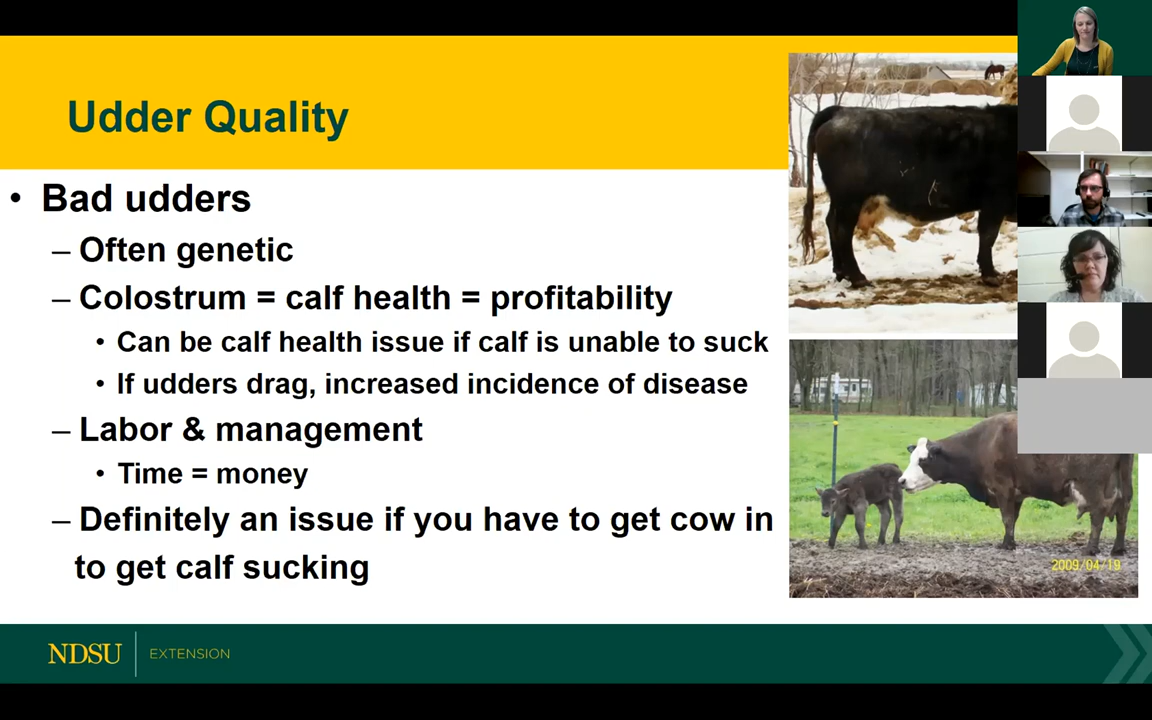 Udder Quality
• Bad udders
– Often genetic
– Colostrum = calf health = profitability
• Can be calf health issue if calf is unable to suck
• If udders drag, increased incidence of disease
– Labor & management
• Time = money
– Definitely an issue if you have to get cow in
to get calf sucking
2009/04/19
NDSU EXTENSION